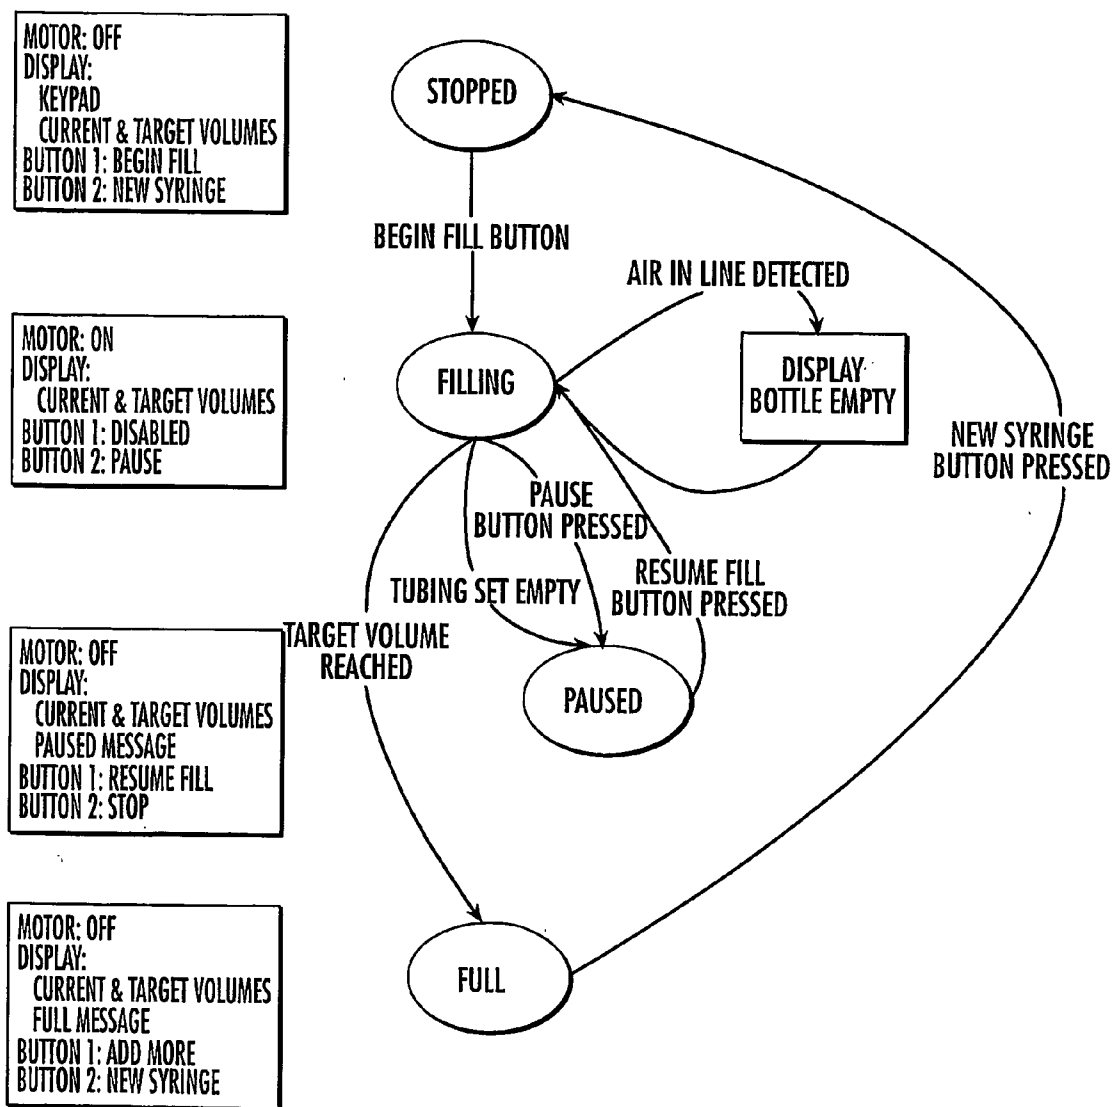 MOTOR: OFF
DISPLAY:
KEYPAD
CURRENT & TARGET VOLUMES
BUTTON 1: BEGIN FILL
BUTTON 2: NEW SYRINGE
STOPPED
BEGIN FILL BUTTON
AIR IN LINE DETECTED
MOTOR: ON
DISPLAY:
CURRENT & TARGET VOLUMES
BUTTON 1: DISABLED
BUTTON 2: PAUSE
FILLING
DISPLAY
BOTTLE EMPTY
NEW SYRINGE
BUTTON PRESSED
PAUSE
BUTTON PRESSED
RESUME FILL
BUTTON PRESSED
TUBING SET EMPTY
TARGET VOLUME
REACHED
MOTOR: OFF
DISPLAY:
CURRENT & TARGET VOLUMES
PAUSED MESSAGE
BUTTON 1: RESUME FILL
BUTTON 2: STOP
PAUSED
MOTOR: OFF
DISPLAY:
CURRENT & TARGET VOLUMES
FULL MESSAGE
BUTTON 1: ADD MORE
BUTTON 2: NEW SYRINGE
FULL